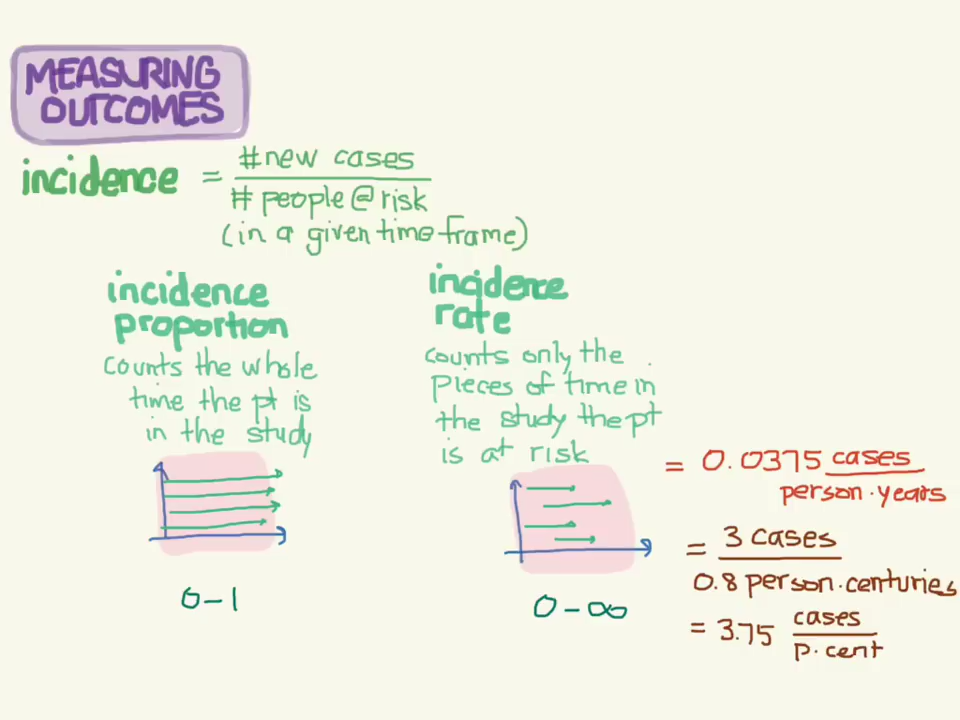 MEASURING
OUTCOMES
incidence = #new cases
# people @ risk
(in a given time frame)
incidence
proportion
counts the whole
time the pt is
in the study
0-1
incidence
rate
counts only the
pieces of time in
the study the pt
is at risk
0-∞
= 0.0375 cases
person·years
= 3 cases
0.8 person·centuries
= 3.75 cases
p.cent